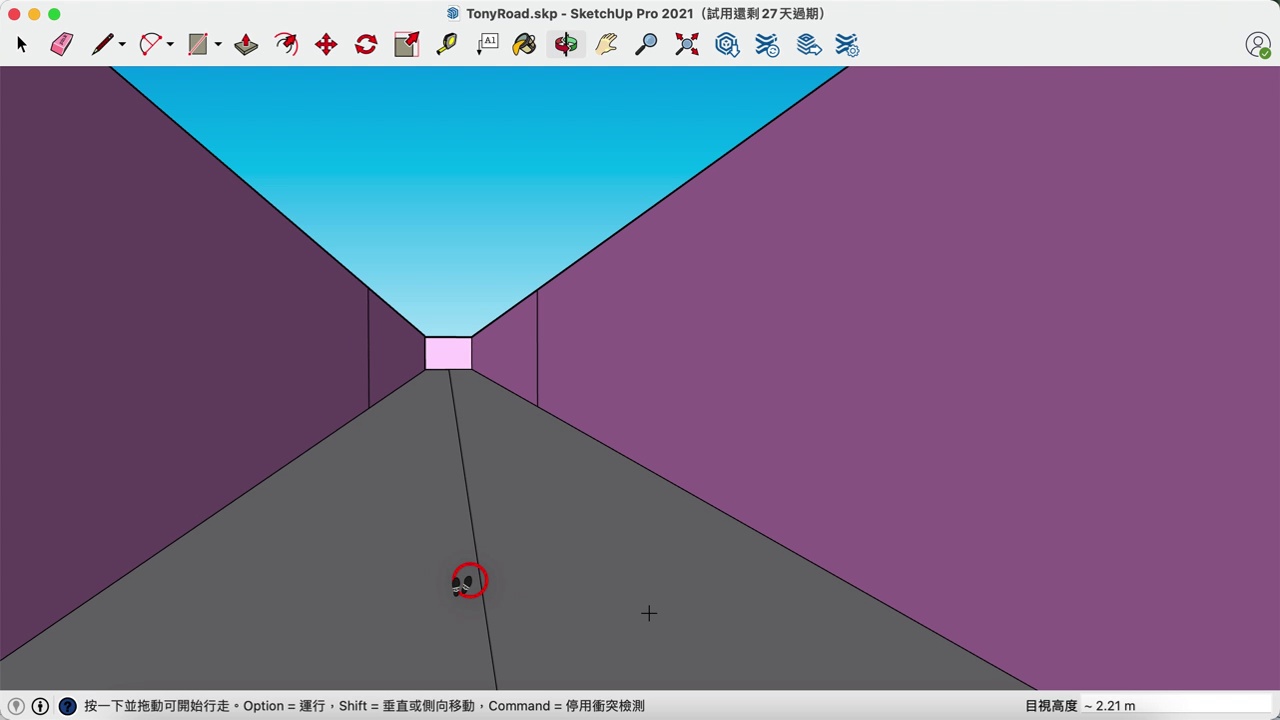 TonyRoad.skp - SketchUp Pro 2021（試用還剩 27 天過期）
A1
按一下並拖動可開始行走。Option = 運行，Shift = 垂直或側向移動，Command = 停用衝突檢測
目視高度 ~ 2.21 m